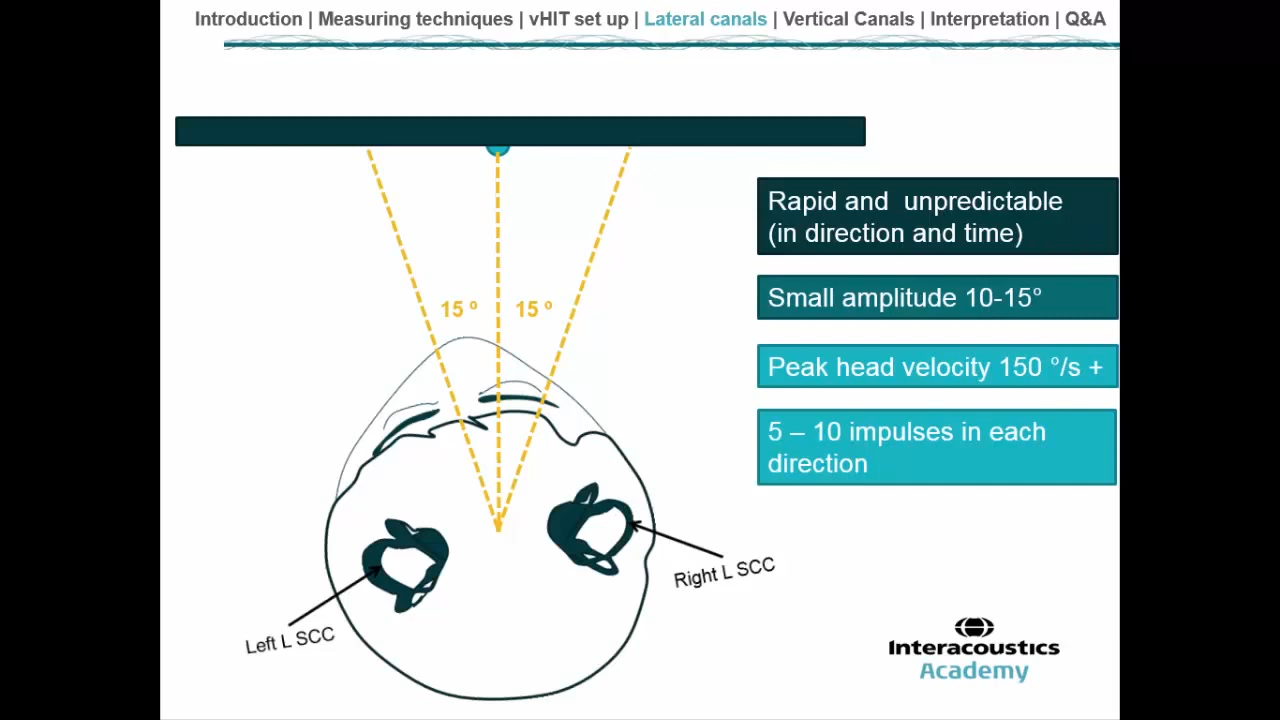 Introduction | Measuring techniques | vHIT set up | Lateral canals | Vertical Canals | Interpretation | Q&A
Rapid and unpredictable
(in direction and time)
Small amplitude 10-15°
15 º
15 º
Peak head velocity 150 °/s +
5 – 10 impulses in each
direction
Right L SCC
Left L SCC
Interacoustics
Academy